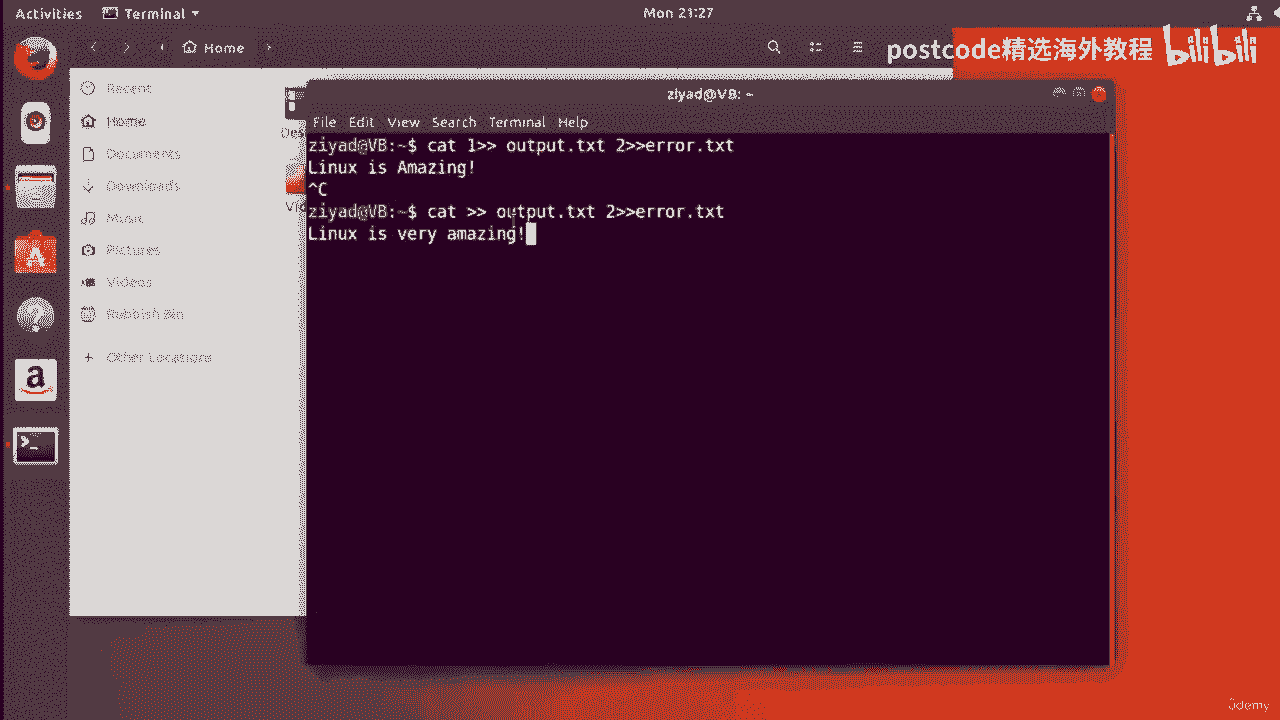 Activities Terminal Mon 21:27
Home
postcode精选海外教程 bilibili
Recent
Home
Documents
Downloads
Music
Pictures
Videos
Rubbish Bin
Other Locations
ziyad@VB: ~
File Edit View Search Terminal Help
ziyad@VB:~$ cat 1>> output.txt 2>>error.txt
Linux is Amazing!
^C
ziyad@VB:~$ cat >> output.txt 2>>error.txt
Linux is very amazing!
ûdemy